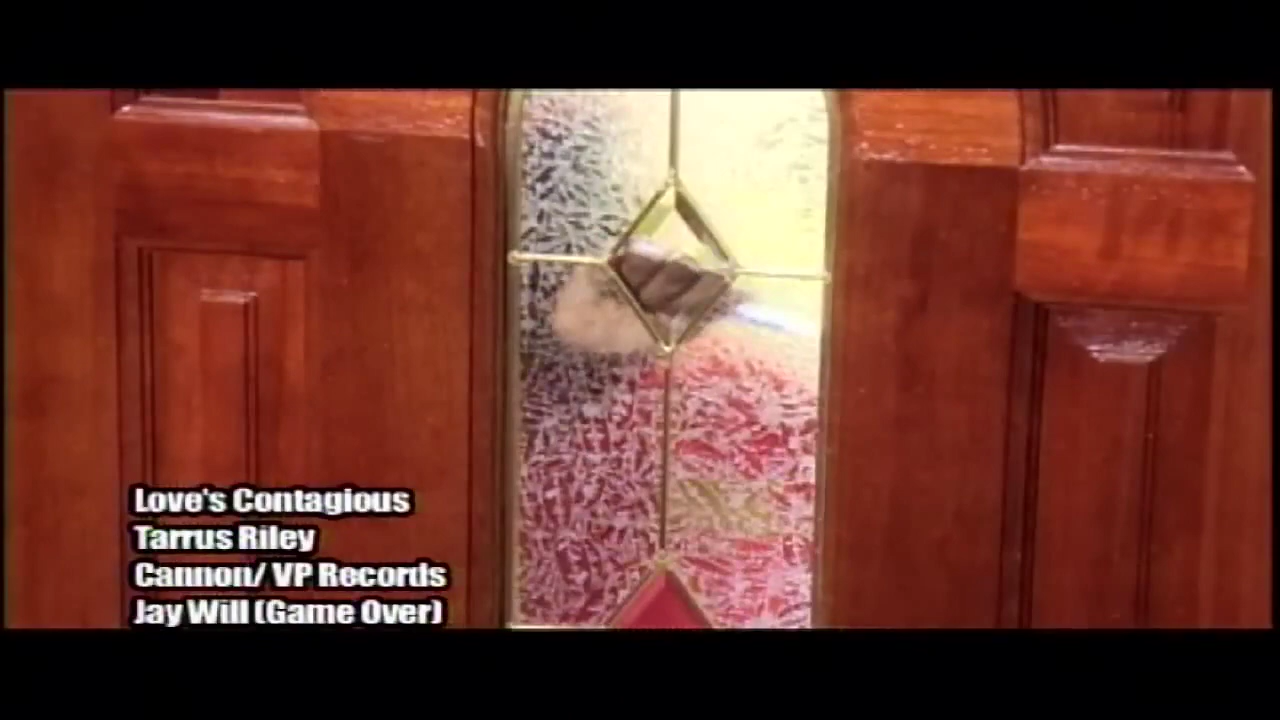 Love's Contagious
Tarrus Riley
Cannon/ VP Records
Jay Will (Game Over)